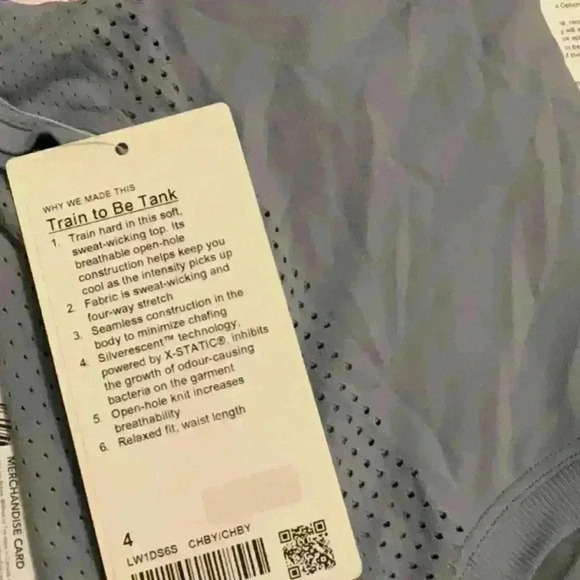 WHY WE MADE THIS
Train to Be Tank
1. Train hard in this soft,
sweat-wicking top. Its
breathable open-hole
construction helps keep you
cool as the intensity picks up
2. Fabric is sweat-wicking and
four-way stretch
3. Seamless construction in the
body to minimize chafing
4. Silverescent™ technology,
powered by X-STATIC®, inhibits
the growth of odour-causing
bacteria on the garment
5. Open-hole knit increases
breathability
6. Relaxed fit, waist length
4
LW1DS6S CHBY/CHBY
MERCHANDISE CARD